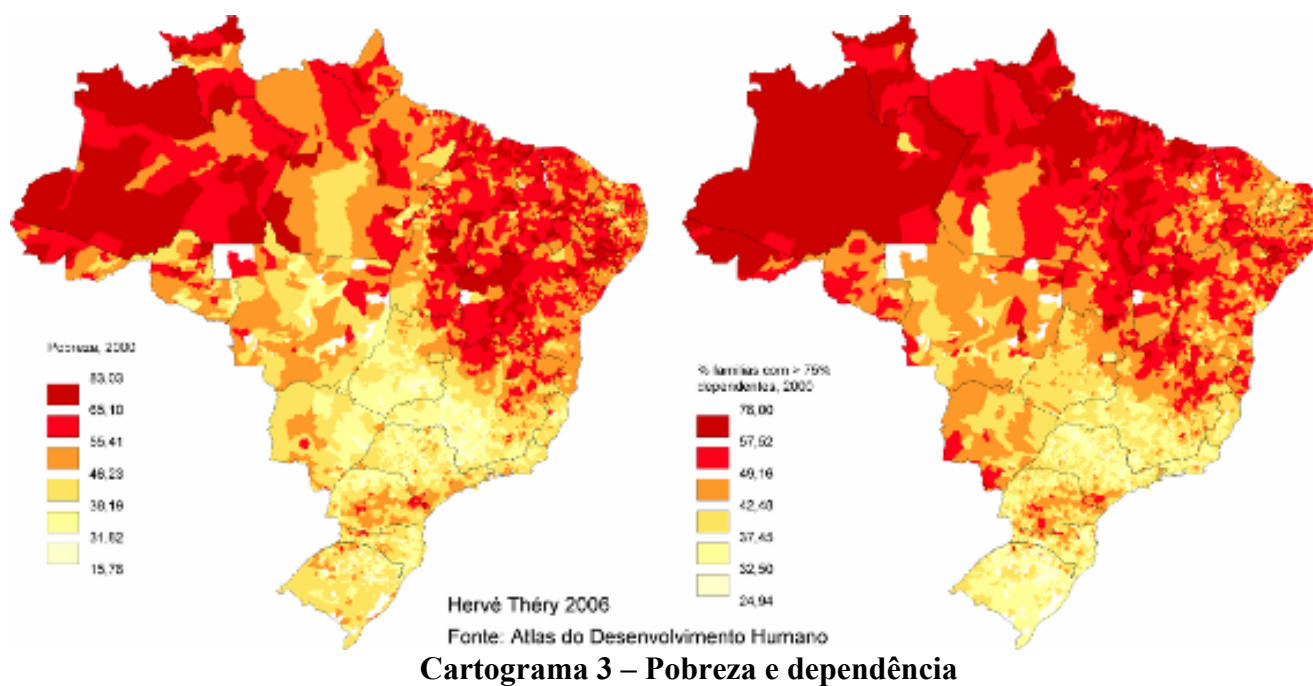 Pobreza, 2000
83,03
65,10
55,41
46,23
38,19
31,82
15,78
% famílias com > 75%
dependentes, 2000
78,00
57,52
49,16
42,48
37,45
32,50
24,94
Hervé Théry 2006
Fonte: Atlas do Desenvolvimento Humano
Cartograma 3 – Pobreza e dependência